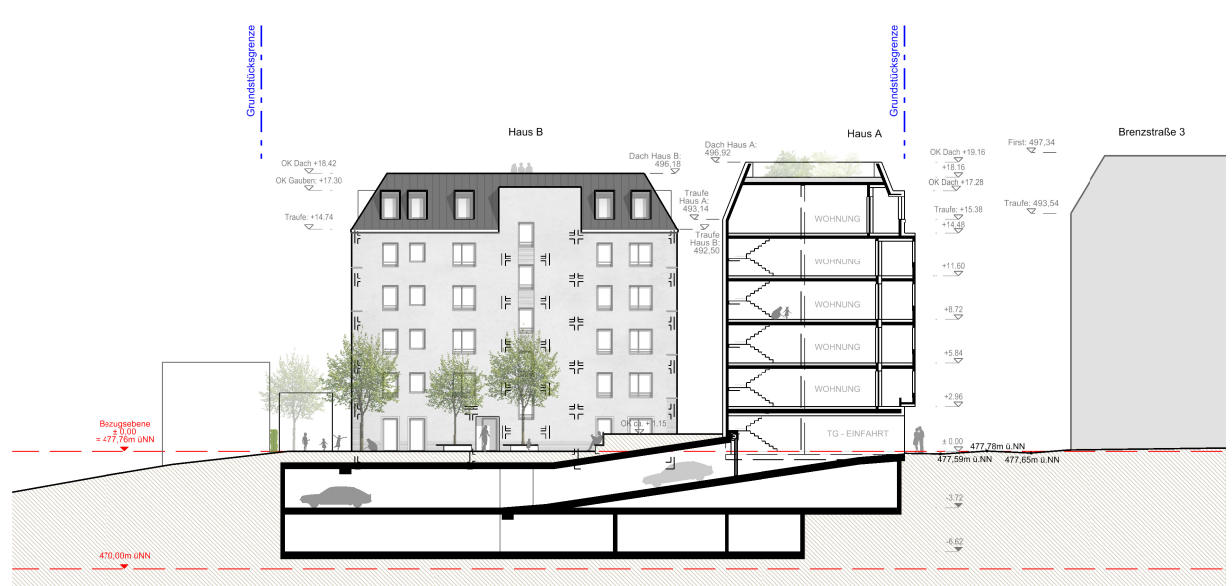 Grundstücksgrenze
Grundstücksgrenze
Haus B
Haus A
Brenzstraße 3
OK Dach +18.42
OK Gauben: +17.30
Traufe: +14.74
Dach Haus B:
496,18
Dach Haus A:
496,92
Traufe
Haus A:
493,14
Traufe
Haus B:
492,50
OK Dach +19.16
+18.16
OK Dach +17.28
Traufe: +15.38
+14.48
+11.60
+8.72
+5.84
+2.96
± 0.00
-3.72
-6.62
First: 497,34
Traufe: 493,54
WOHNUNG
WOHNUNG
WOHNUNG
WOHNUNG
WOHNUNG
TG - EINFAHRT
OK ca. + 1.15
Bezugsebene
± 0,00
= 477,76m üNN
477,78m ü.NN
477,59m ü.NN
477,65m ü.NN
470,00m üNN